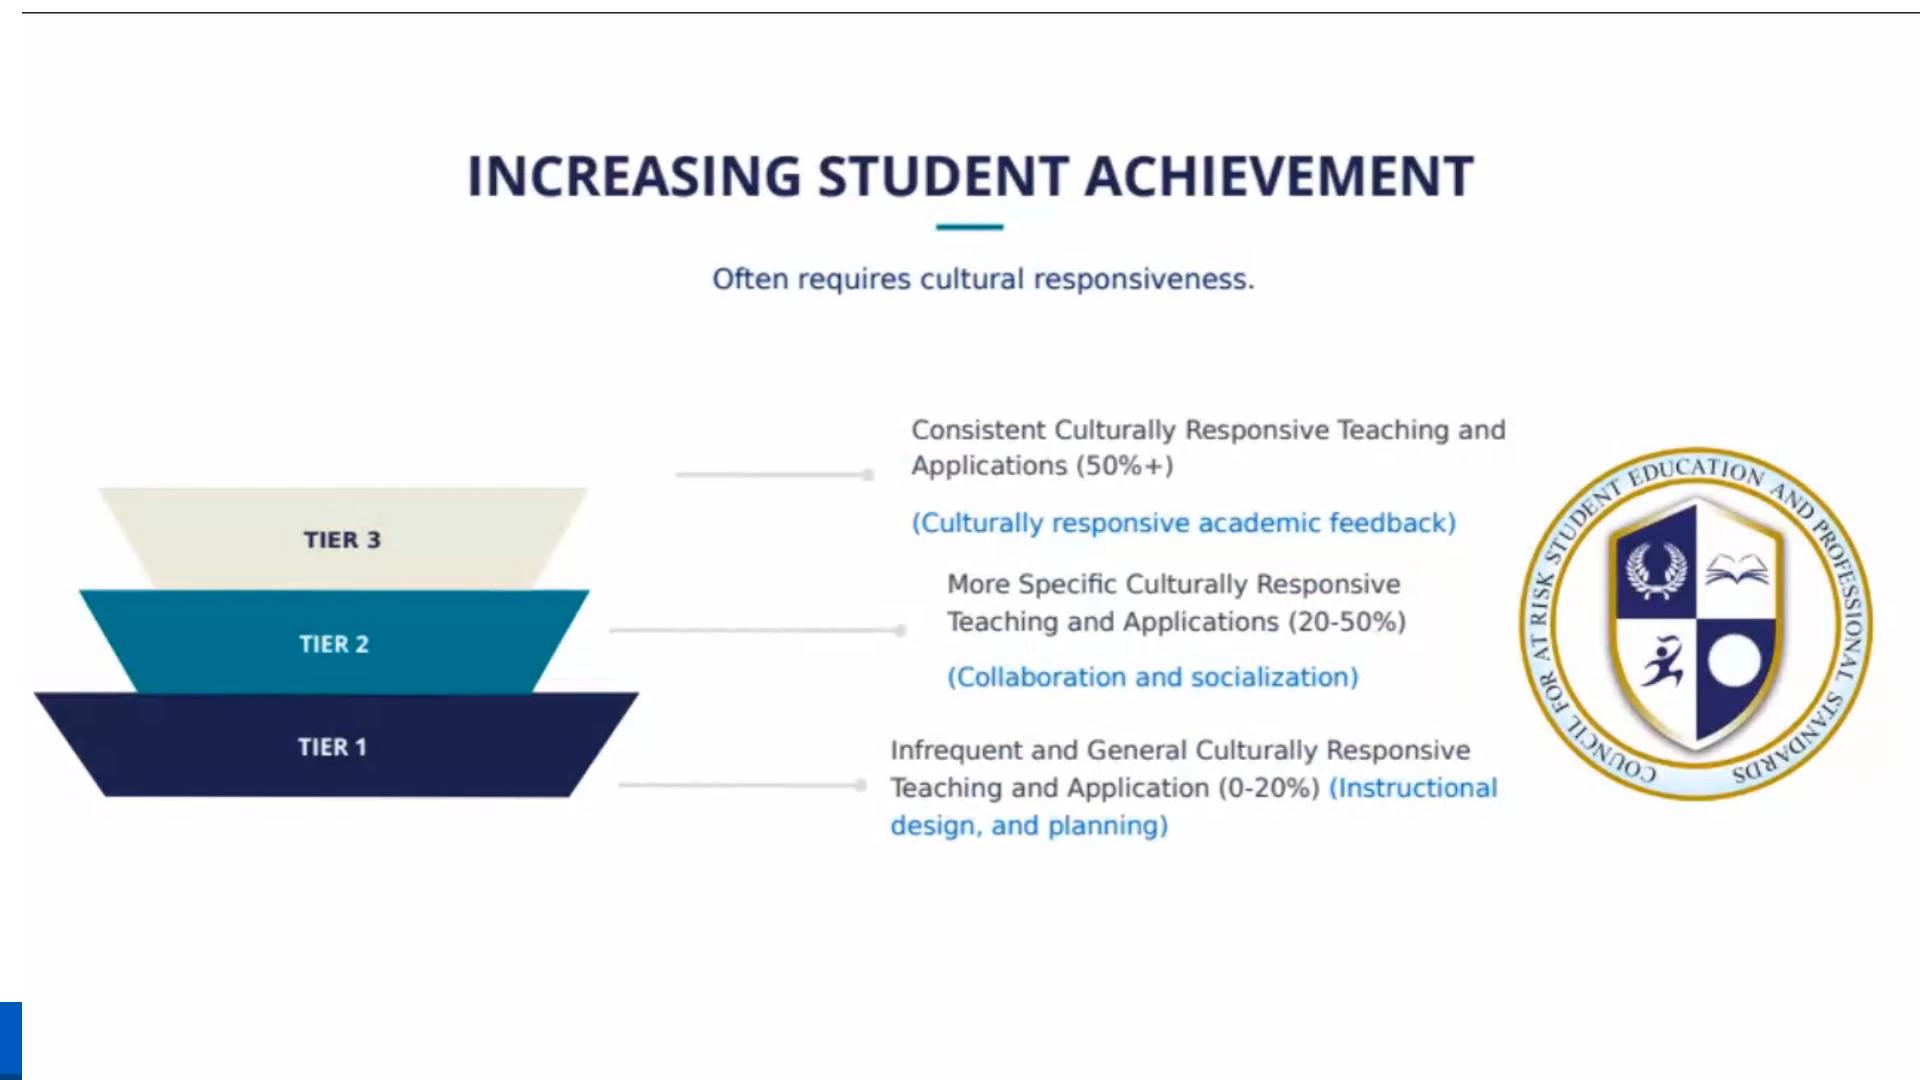 INCREASING STUDENT ACHIEVEMENT
Often requires cultural responsiveness.
TIER 3
Consistent Culturally Responsive Teaching and
Applications (50%+)
(Culturally responsive academic feedback)
TIER 2
More Specific Culturally Responsive
Teaching and Applications (20-50%)
(Collaboration and socialization)
TIER 1
Infrequent and General Culturally Responsive
Teaching and Application (0-20%) (Instructional
design, and planning)
COUNCIL FOR AT RISK STUDENT EDUCATION AND PROFESSIONAL STANDARDS